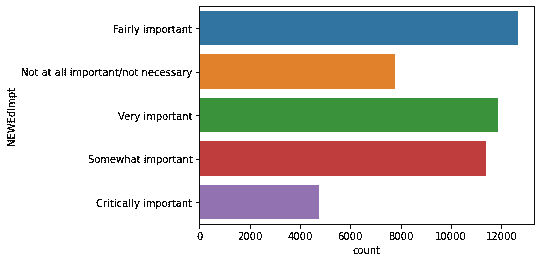 Fairly important
Not at all important/not necessary
Very important
Somewhat important
Critically important
NEWEdImpt
0 2000 4000 6000 8000 10000 12000
count